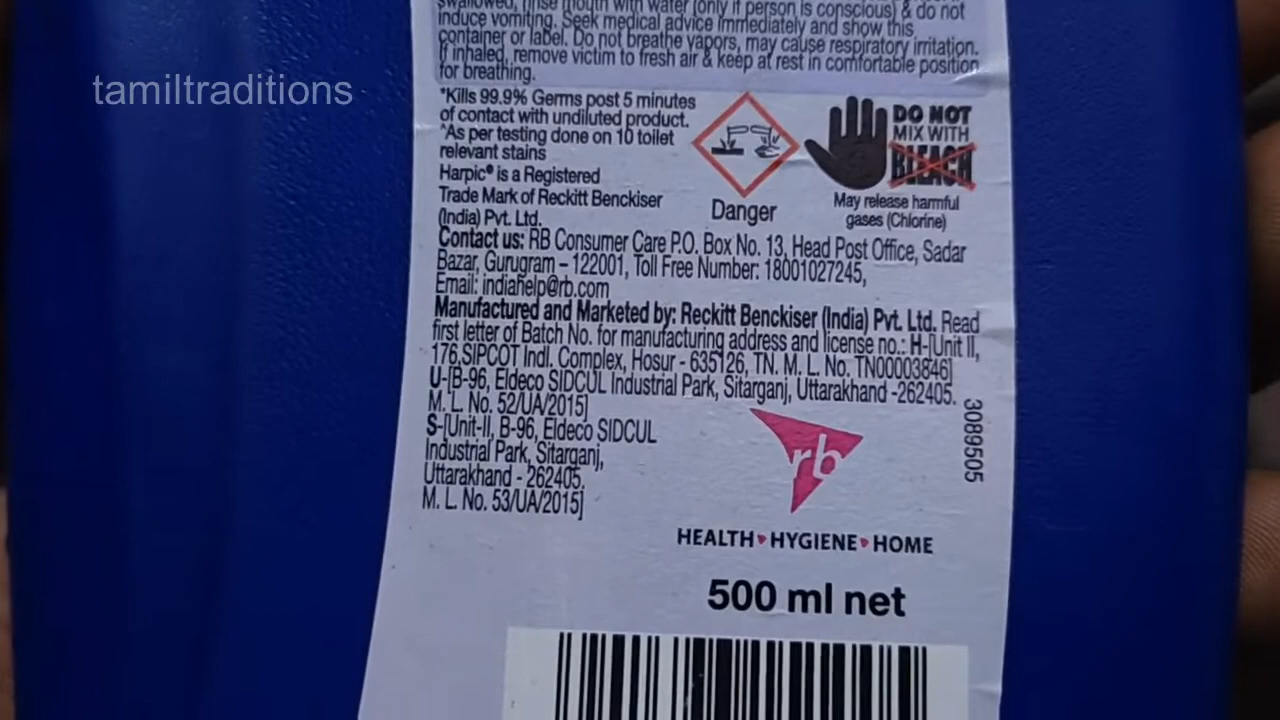 swallowed, rinse mouth with water (only if person is conscious) & do not
induce vomiting. Seek medical advice immediately and show this
container or label. Do not breathe vapors, may cause respiratory irritation.
If inhaled, remove victim to fresh air & keep at rest in comfortable position
for breathing.
tamiltraditions
*Kills 99.9% Germs post 5 minutes
of contact with undiluted product.
^As per testing done on 10 toilet
relevant stains
Harpic® is a Registered
Trade Mark of Reckitt Benckiser
(India) Pvt. Ltd.
Danger
DO NOT
MIX WITH
BLEACH
May release harmful
gases (Chlorine)
Contact us: RB Consumer Care P.O. Box No. 13, Head Post Office, Sadar
Bazar, Gurugram – 122001, Toll Free Number: 18001027245,
Email: indiahelp@rb.com
Manufactured and Marketed by: Reckitt Benckiser (India) Pvt. Ltd. Read
first letter of Batch No. for manufacturing address and license no.: H-[Unit II,
176,SIPCOT Indl. Complex, Hosur - 635126, TN. M. L. No. TN00003846]
U-[B-96, Eldeco SIDCUL Industrial Park, Sitarganj, Uttarakhand -262405.
M. L. No. 52/UA/2015]
S-[Unit-II, B-96, Eldeco SIDCUL
Industrial Park, Sitarganj,
Uttarakhand - 262405.
M. L. No. 53/UA/2015]
3089505
rb
HEALTH HYGIENE HOME
500 ml net